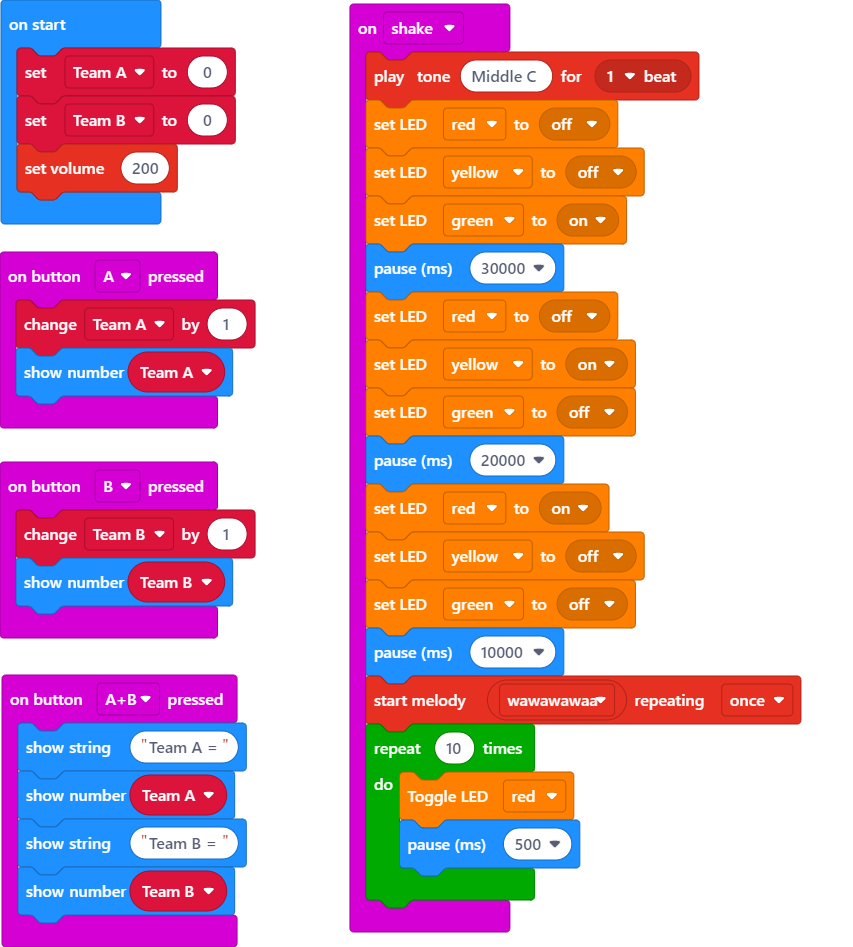 on start
set Team A to 0
set Team B to 0
set volume 200
on button A pressed
change Team A by 1
show number Team A
on button B pressed
change Team B by 1
show number Team B
on button A+B pressed
show string "Team A = "
show number Team A
show string "Team B = "
show number Team B
on shake
play tone Middle C for 1 beat
set LED red to off
set LED yellow to off
set LED green to on
pause (ms) 30000
set LED red to off
set LED yellow to on
set LED green to off
pause (ms) 20000
set LED red to on
set LED yellow to off
set LED green to off
pause (ms) 10000
start melody wawawawaa repeating once
repeat 10 times
do
Toggle LED red
pause (ms) 500